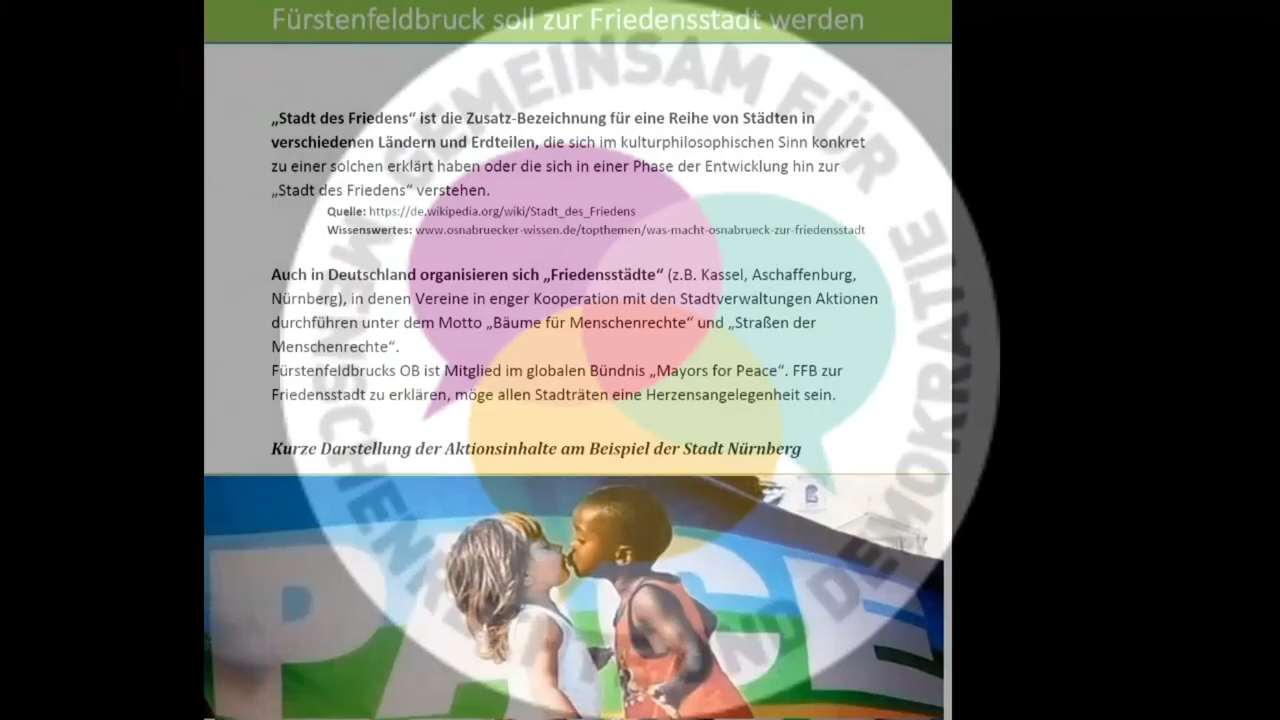 Fürstenfeldbruck soll zur Friedensstadt werden
„Stadt des Friedens“ ist die Zusatz-Bezeichnung für eine Reihe von Städten in
verschiedenen Ländern und Erdteilen, die sich im kulturphilosophischen Sinn konkret
zu einer solchen erklärt haben oder die sich in einer Phase der Entwicklung hin zur
„Stadt des Friedens“ verstehen.
Quelle: https://de.wikipedia.org/wiki/Stadt_des_Friedens
Wissenswertes: www.osnabruecker-wissen.de/topthemen/was-macht-osnabrueck-zur-friedensstadt
Auch in Deutschland organisieren sich „Friedensstädte“ (z.B. Kassel, Aschaffenburg,
Nürnberg), in denen Vereine in enger Kooperation mit den Stadtverwaltungen Aktionen
durchführen unter dem Motto „Bäume für Menschenrechte“ und „Straßen der
Menschenrechte“.
Fürstenfeldbrucks OB ist Mitglied im globalen Bündnis „Mayors for Peace“. FFB zur
Friedensstadt zu erklären, möge allen Stadträten eine Herzensangelegenheit sein.
Kurze Darstellung der Aktionsinhalte am Beispiel der Stadt Nürnberg
GEMEINSAM FÜR
UND DEMOKRATIE
PACE